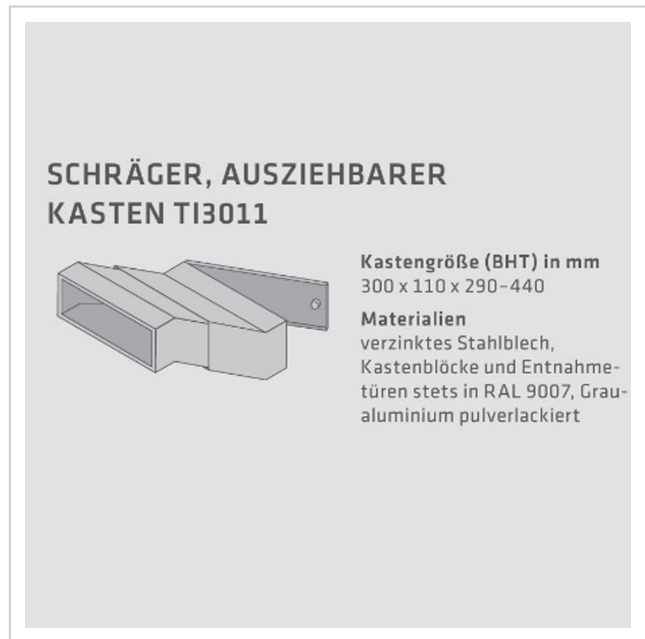 SCHRÄGER, AUSZIEHBARER
KASTEN TI3011
Kastengröße (BHT) in mm
300 x 110 x 290–440
Materialien
verzinktes Stahlblech,
Kastenblöcke und Entnahme-
türen stets in RAL 9007, Grau-
aluminium pulverlackiert